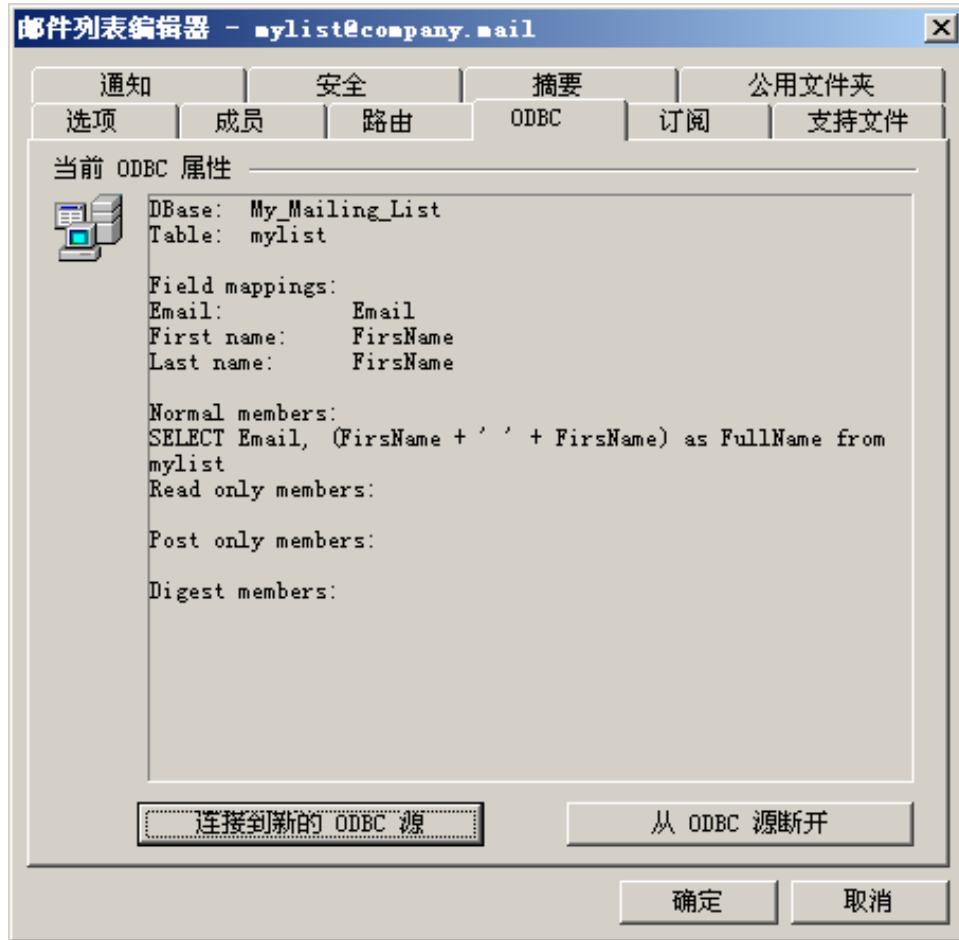 邮件列表编辑器 - mylist@company.mail
通知 安全 摘要 公用文件夹
选项 成员 路由 ODBC 订阅 支持文件
当前 ODBC 属性
DBase: My_Mailing_List
Table: mylist
Field mappings:
Email: Email
First name: FirsName
Last name: FirsName
Normal members:
SELECT Email, (FirsName + ' ' + FirsName) as FullName from
mylist
Read only members:
Post only members:
Digest members:
连接到新的 ODBC 源 从 ODBC 源断开
确定 取消